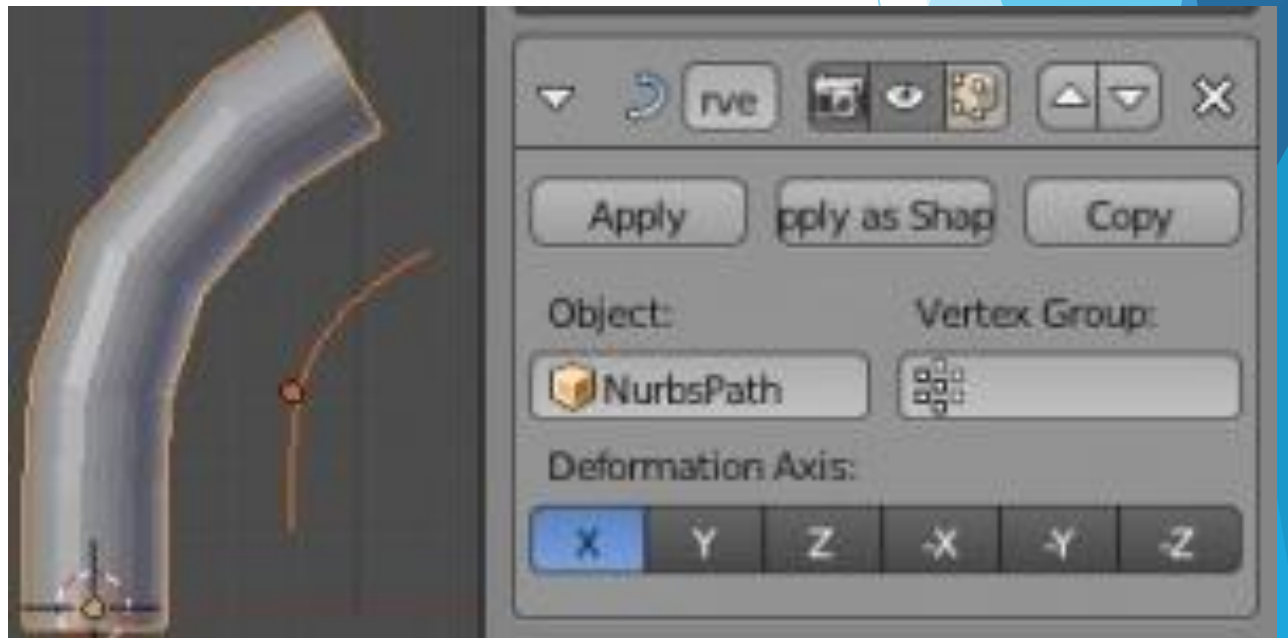 rve
Apply pply as Shap Copy
Object: Vertex Group:
NurbsPath
Deformation Axis:
X Y Z -X -Y -Z